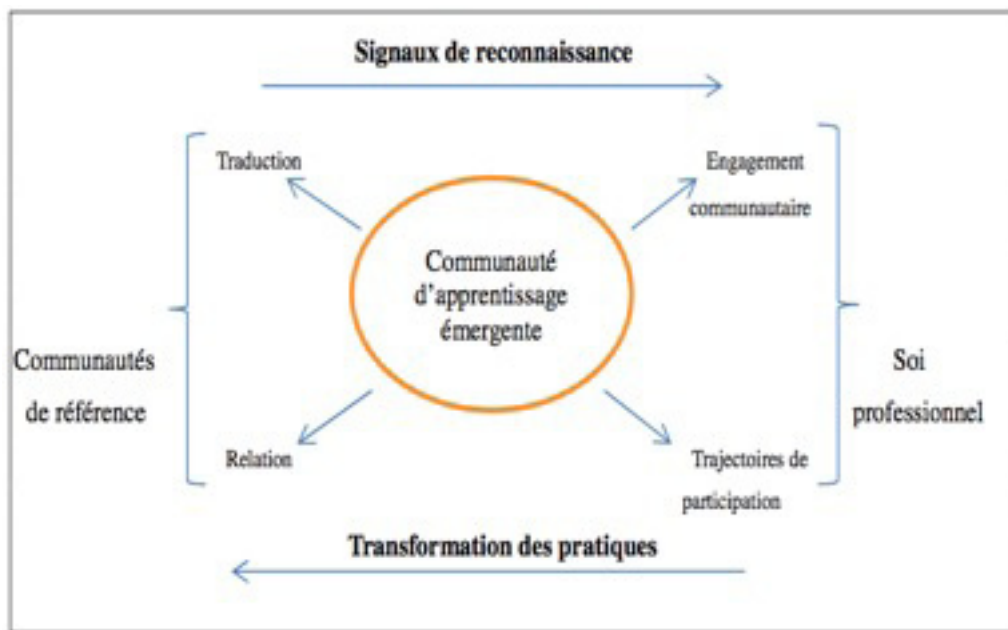 Signaux de reconnaissance
Traduction
Engagement
communautaire
Communauté
d'apprentissage
émergente
Communautés
de référence
Soi
professionnel
Relation
Trajectoires de
participation
Transformation des pratiques